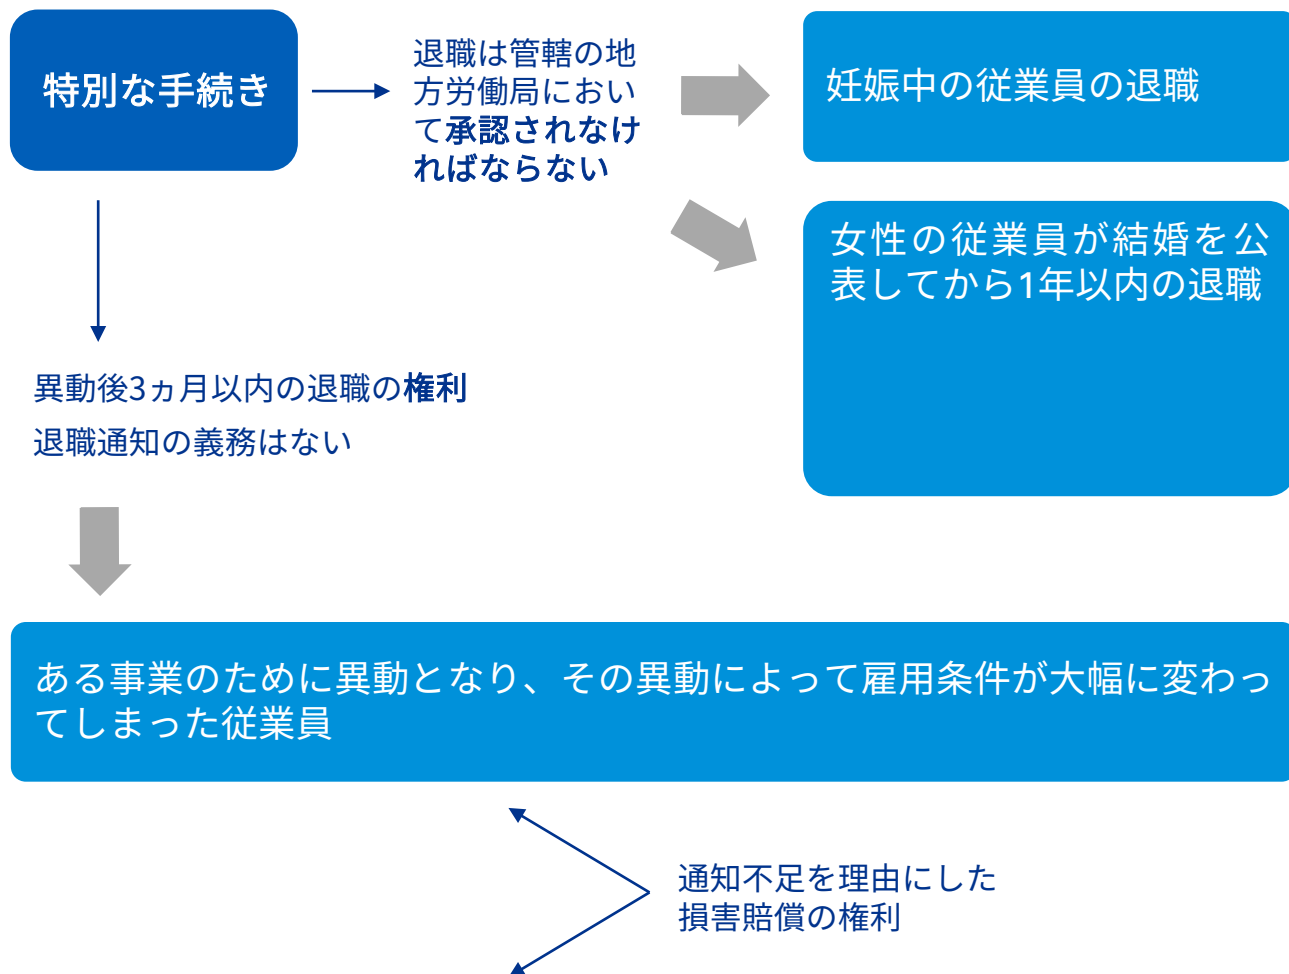 特別な手続き
退職は管轄の地
方労働局におい
て承認されなけ
ればならない
妊娠中の従業員の退職
女性の従業員が結婚を公
表してから1年以内の退職
異動後3ヵ月以内の退職の権利
退職通知の義務はない
ある事業のために異動となり、その異動によって雇用条件が大幅に変わっ
てしまった従業員
通知不足を理由にした
損害賠償の権利